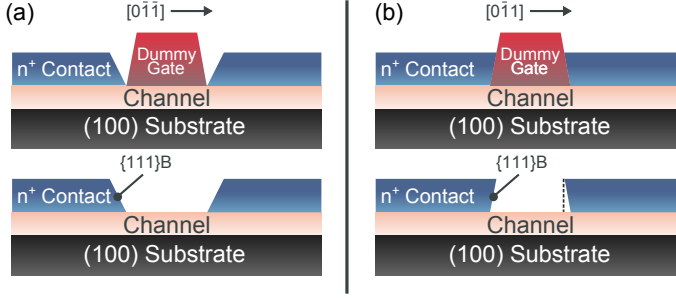 (a)
[01̄1̄]
n+ Contact
Dummy
Gate
Channel
(100) Substrate
{111}B
n+ Contact
Channel
(100) Substrate
(b)
[01̄1]
n+ Contact
Dummy
Gate
Channel
(100) Substrate
{111}B
n+ Contact
Channel
(100) Substrate